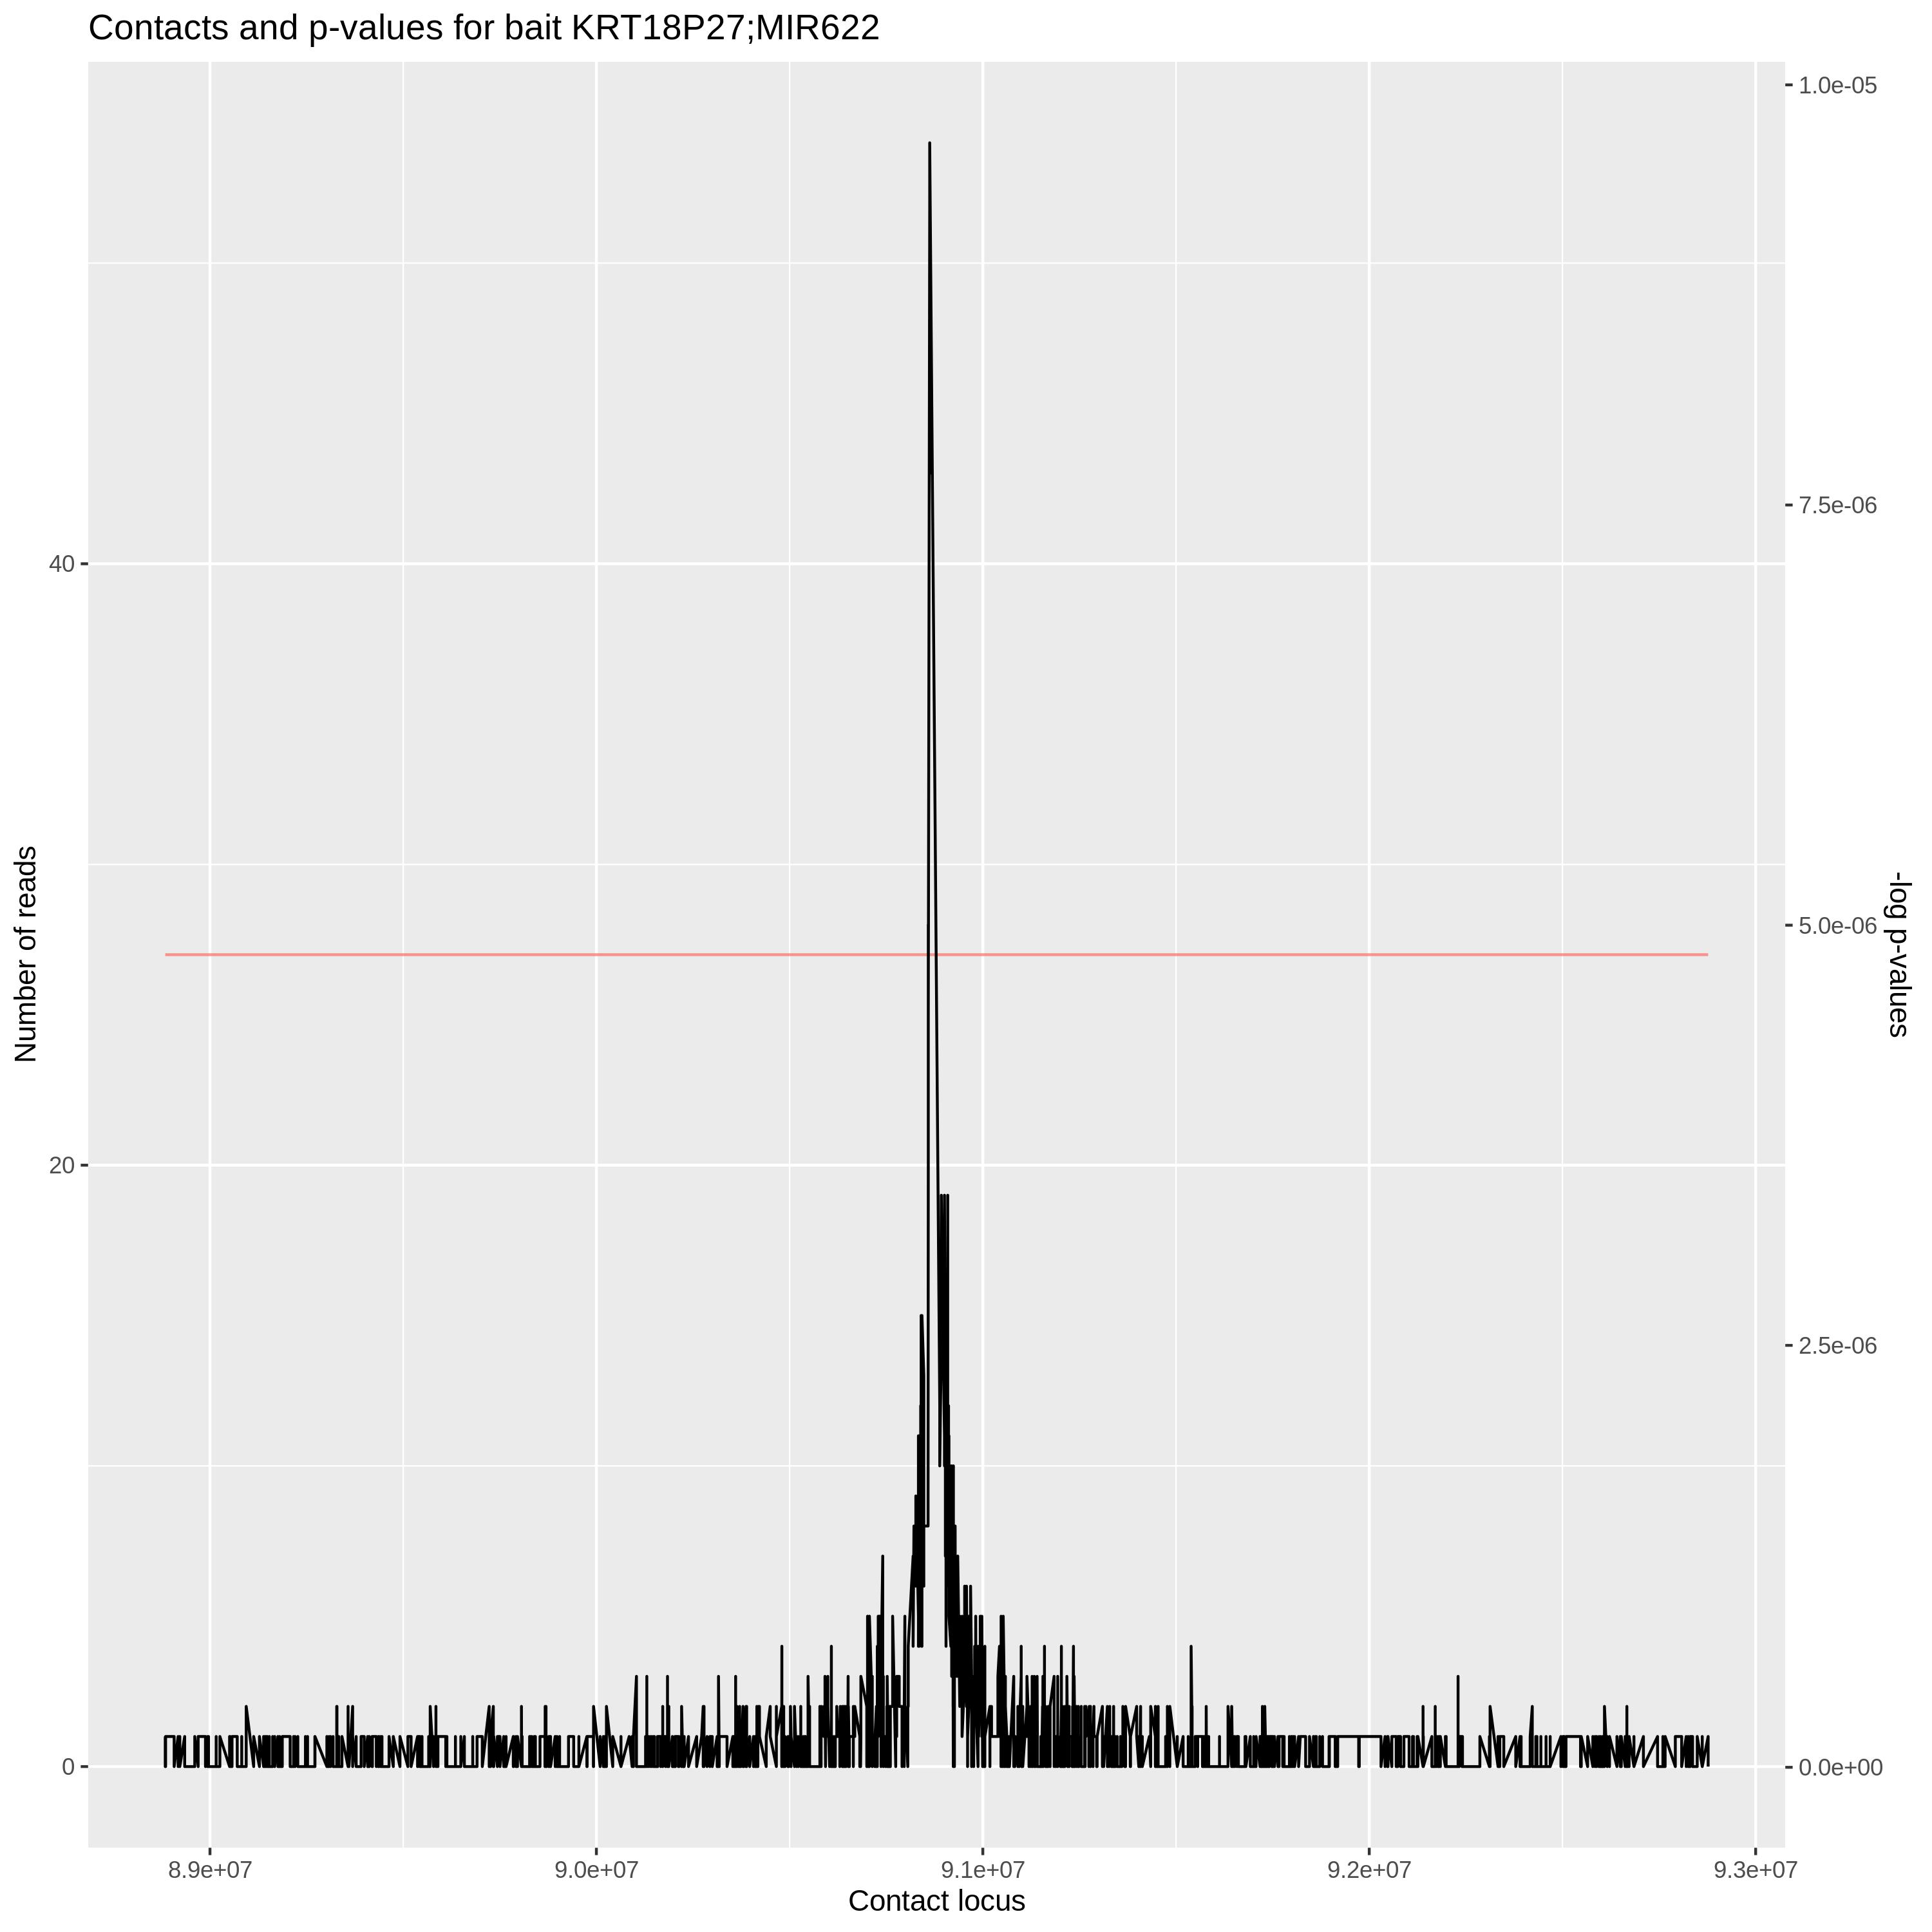 Contacts and p-values for bait KRT18P27;MIR622
1.0e-05
7.5e-06
40
5.0e-06
Number of reads
-log p-values
20
2.5e-06
0
0.0e+00
8.9e+07
9.0e+07
9.1e+07
9.2e+07
9.3e+07
Contact locus